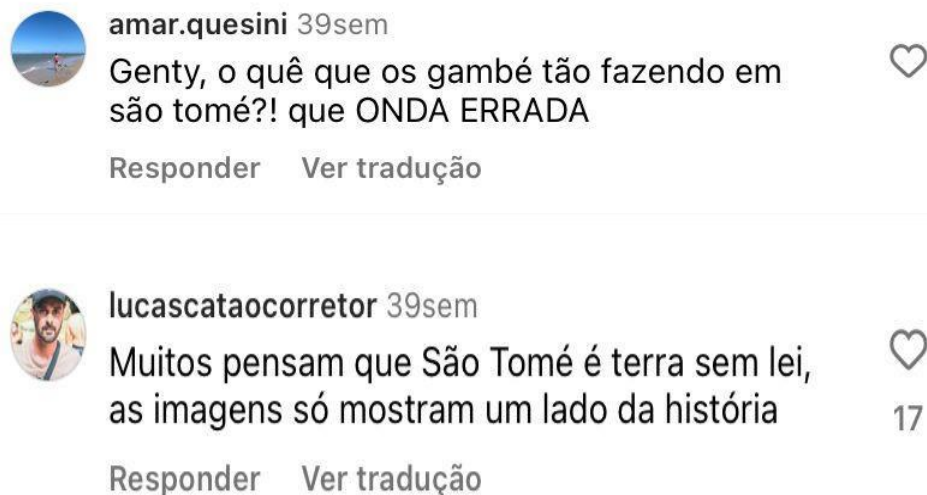 amar.quesini 39sem
Genty, o quê que os gambé tão fazendo em
são tomé?! que ONDA ERRADA
Responder Ver tradução
lucascataocorretor 39sem
Muitos pensam que São Tomé é terra sem lei,
as imagens só mostram um lado da história
17
Responder Ver tradução